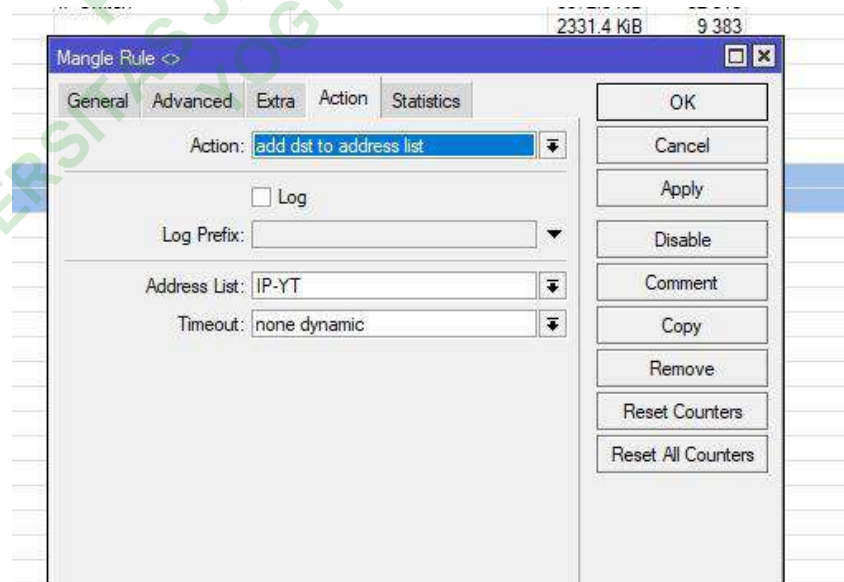 2331.4 KiB 9 383
Mangle Rule <>
General Advanced Extra Action Statistics
Action: add dst to address list
Log
Log Prefix:
Address List: IP-YT
Timeout: none dynamic
OK
Cancel
Apply
Disable
Comment
Copy
Remove
Reset Counters
Reset All Counters